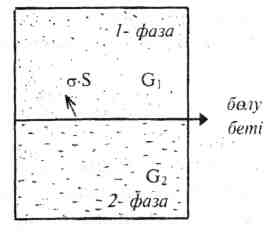 1- фаза
σ·S G₁
бөлу
беті
G₂
2- фаза